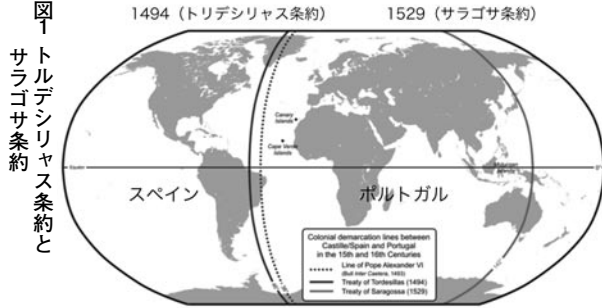 図1 トルデシリャス条約と
サラゴサ条約
1494（トリデシリャス条約）
1529（サラゴサ条約）
Canary
Islands
Cape Verde
Islands
Equator
0°
Moluccan
Islands
スペイン
ポルトガル
Colonial demarcation lines between
Castille/Spain and Portugal
in the 15th and 16th Centuries
Line of Pope Alexander VI
(Bull Inter Caetera, 1493)
Treaty of Tordesillas (1494)
Treaty of Saragossa (1529)